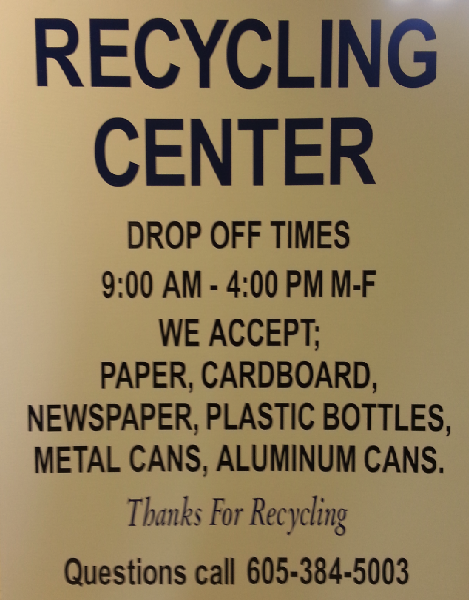 RECYCLING
CENTER
DROP OFF TIMES
9:00 AM - 4:00 PM M-F
WE ACCEPT;
PAPER, CARDBOARD,
NEWSPAPER, PLASTIC BOTTLES,
METAL CANS, ALUMINUM CANS.
Thanks For Recycling
Questions call 605-384-5003